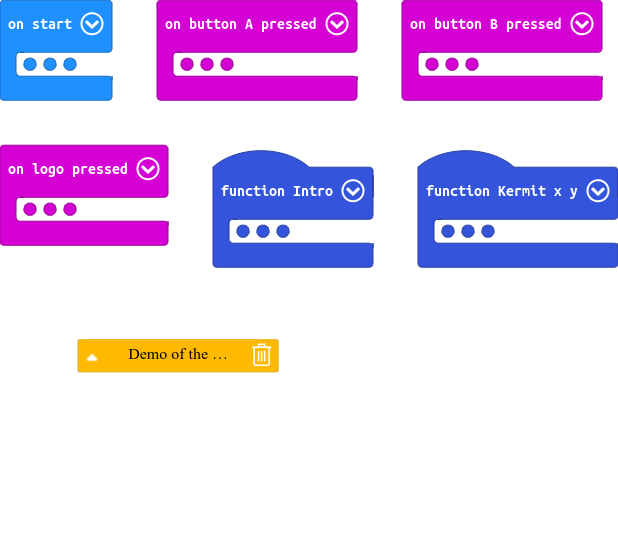 on start
on button A pressed
on button B pressed
on logo pressed
function Intro
function Kermit x y
Demo of the …